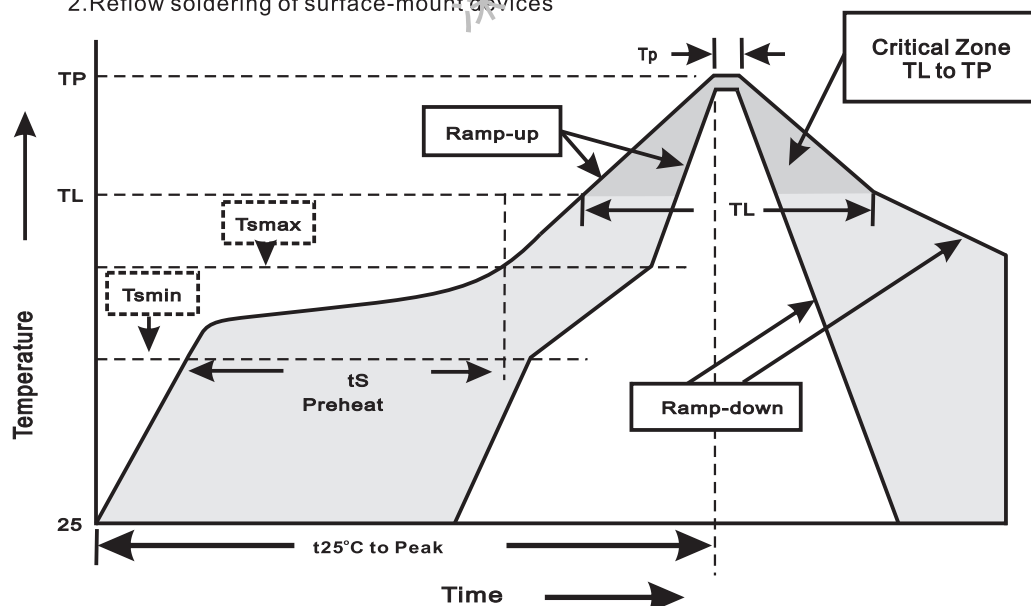 2.Reflow soldering of surface-mount devices
Tp
Critical Zone
TL to TP
TP
Ramp-up
TL
TL
Tsmax
Tsmin
tS
Preheat
Ramp-down
Temperature
25
t25°C to Peak
Time